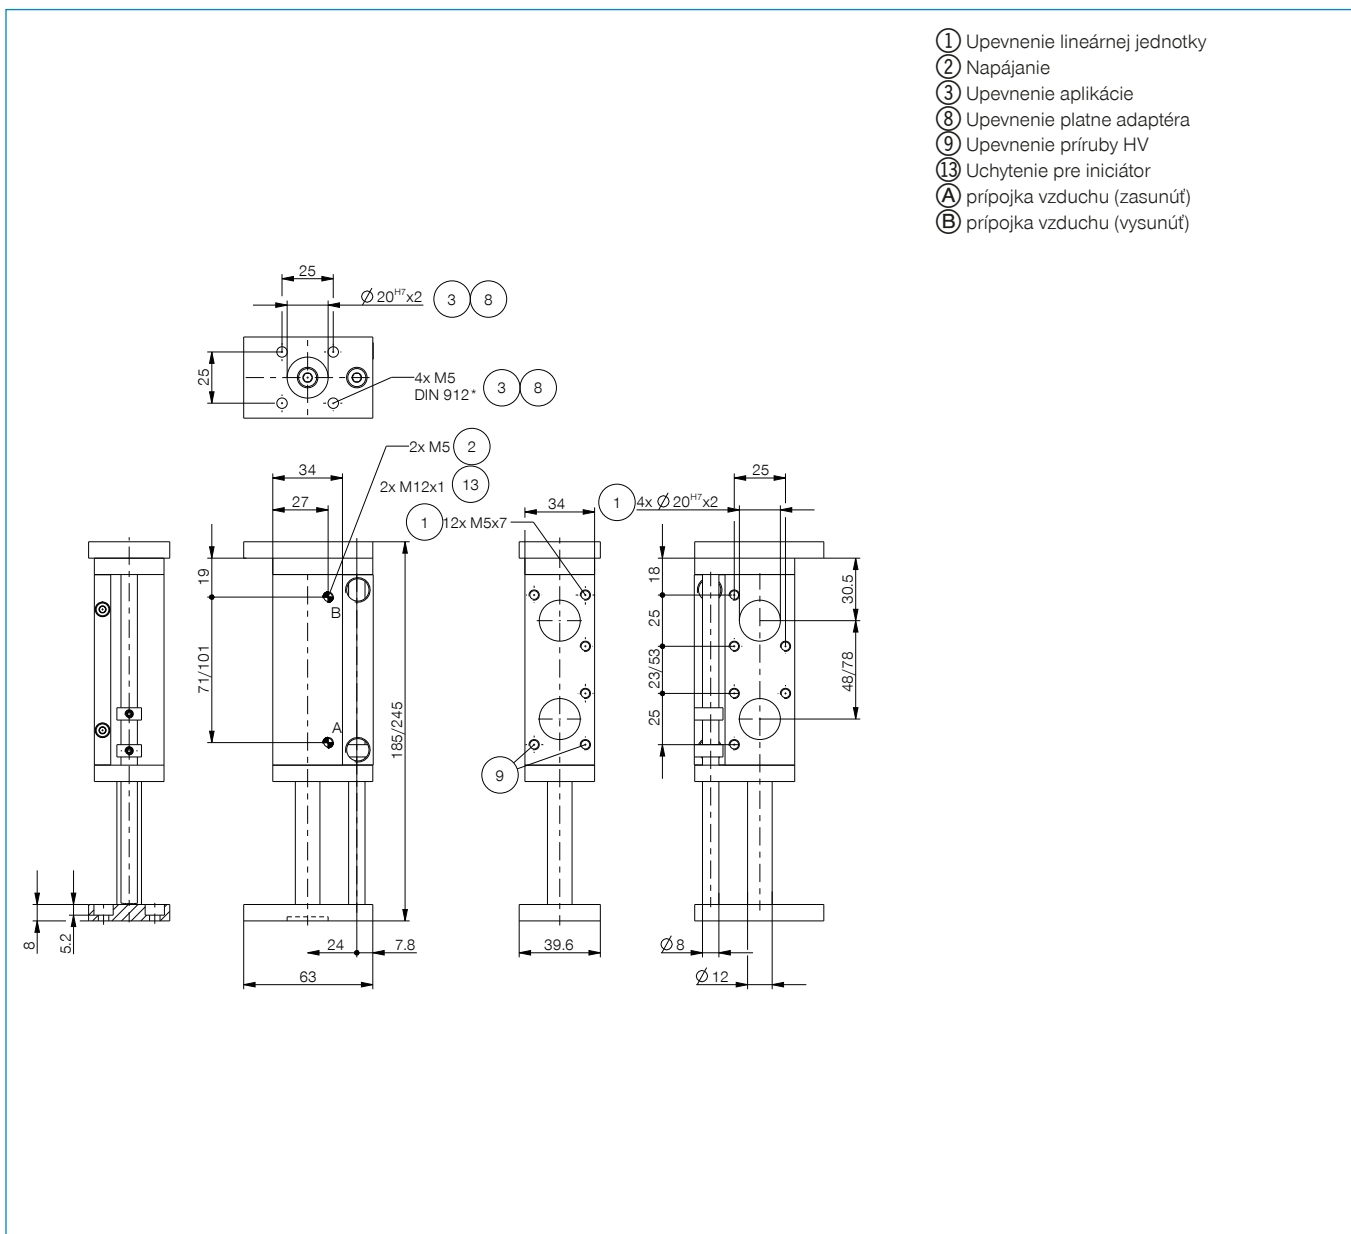 ① Upevnenie lineárnej jednotky
② Napájanie
③ Upevnenie aplikácie
⑧ Upevnenie platne adaptéra
⑨ Upevnenie príruby HV
⑬ Uchytenie pre iniciátor
Ⓐ prípojka vzduchu (zasunúť)
Ⓑ prípojka vzduchu (vysunúť)
25
Ø 20H7x2 3 8
25
4x M5
DIN 912* 3 8
2x M5 2
34
2x M12x1 13
27
1 12x M5x7
34
1 4x Ø 20H7x2
25
19
B
71/101
A
185/245
9
18
25
23/53
25
30.5
48/78
8
5.2
24
7.8
63
39.6
Ø 8
Ø 12